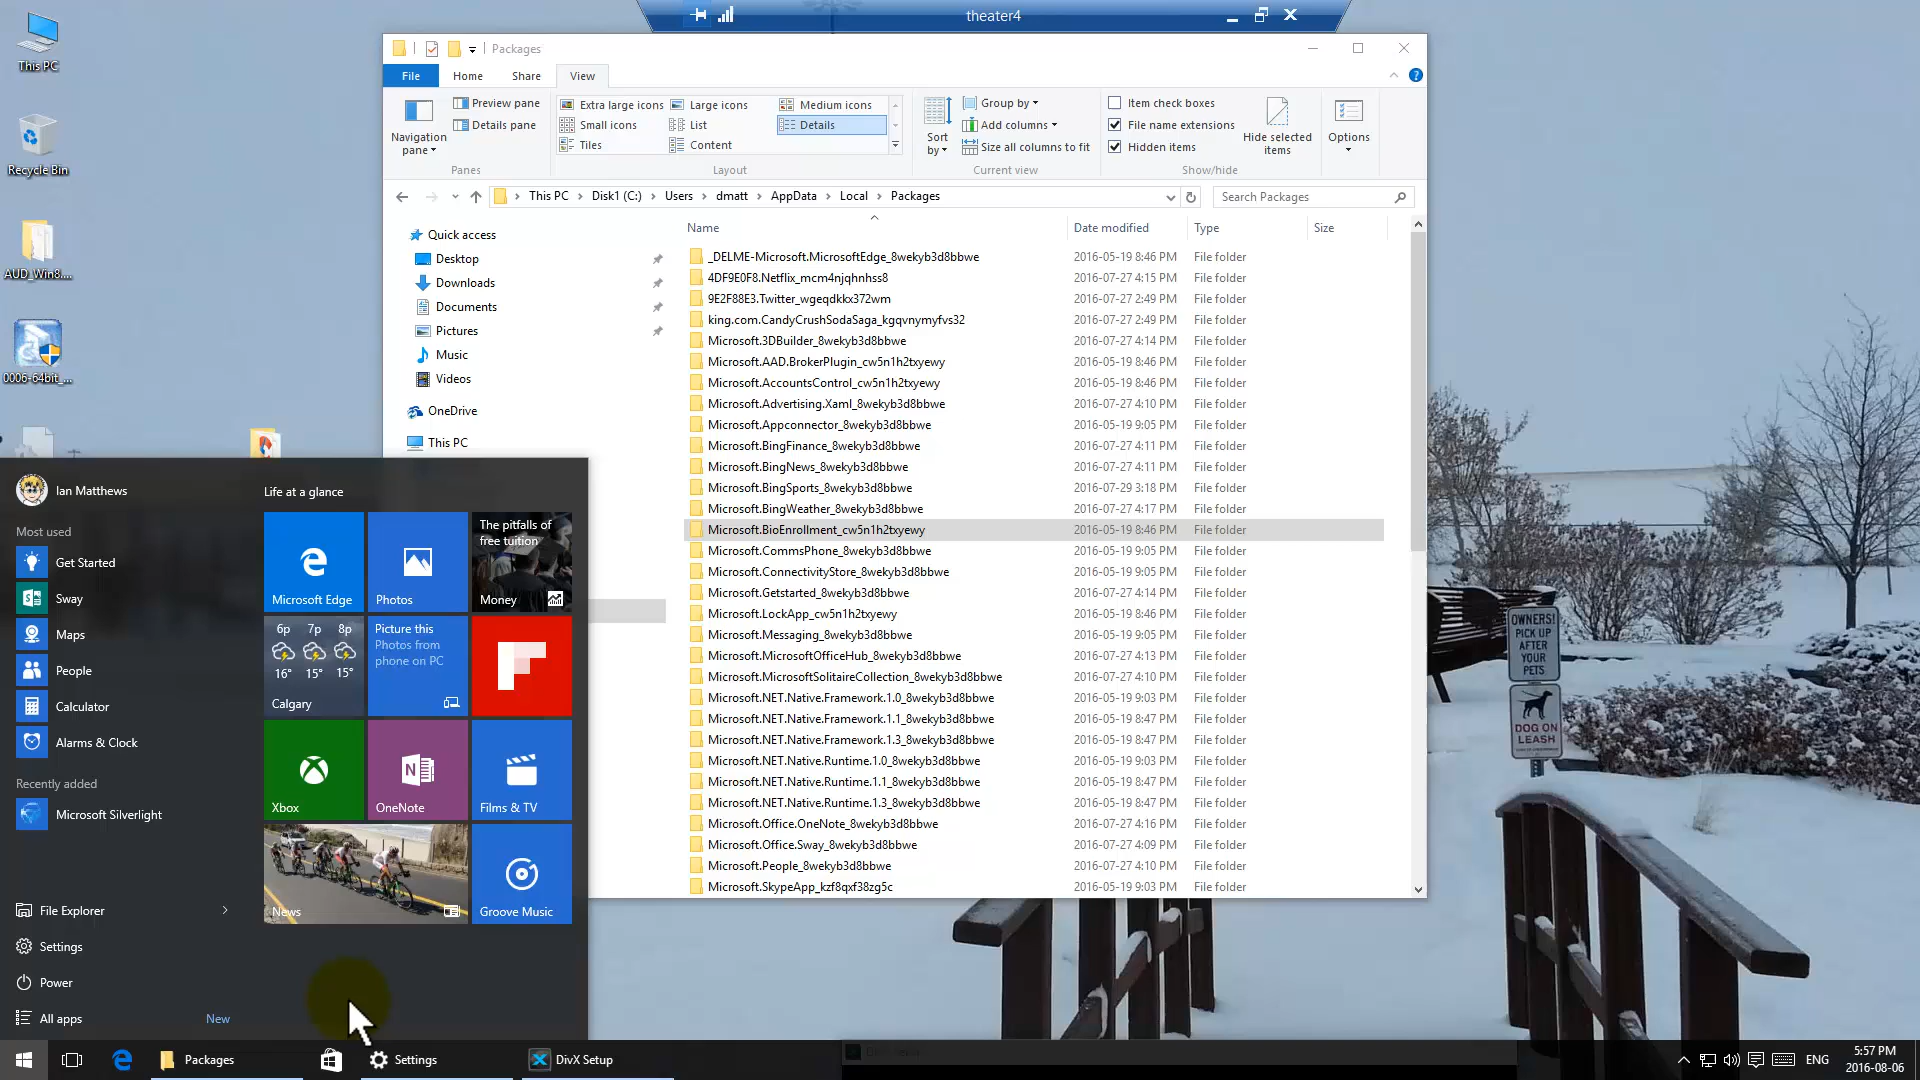 theater4
This PC
Recycle Bin
AUD_Win8....
0006-64bit_...
Packages
File
Home
Share
View
Navigation
pane
Preview pane
Details pane
Panes
Extra large icons
Large icons
Medium icons
Small icons
List
Details
Tiles
Content
Layout
Sort
by
Group by
Add columns
Size all columns to fit
Current view
Item check boxes
File name extensions
Hidden items
Hide selected
items
Show/hide
Options
This PC
Disk1 (C:)
Users
dmatt
AppData
Local
Packages
Search Packages
Quick access
Desktop
Downloads
Documents
Pictures
Music
Videos
OneDrive
This PC
Name Date modified Type Size
_DELME-Microsoft.MicrosoftEdge_8wekyb3d8bbwe 2016-05-19 8:46 PM File folder
4DF9E0F8.Netflix_mcm4njqhnhss8 2016-07-27 4:15 PM File folder
9E2F88E3.Twitter_wgeqdkkx372wm 2016-07-27 2:49 PM File folder
king.com.CandyCrushSodaSaga_kgqvnymyfvs32 2016-07-27 2:49 PM File folder
Microsoft.3DBuilder_8wekyb3d8bbwe 2016-07-27 4:14 PM File folder
Microsoft.AAD.BrokerPlugin_cw5n1h2txyewy 2016-05-19 8:46 PM File folder
Microsoft.AccountsControl_cw5n1h2txyewy 2016-05-19 8:46 PM File folder
Microsoft.Advertising.Xaml_8wekyb3d8bbwe 2016-07-27 4:10 PM File folder
Microsoft.Appconnector_8wekyb3d8bbwe 2016-05-19 9:05 PM File folder
Microsoft.BingFinance_8wekyb3d8bbwe 2016-07-27 4:11 PM File folder
Microsoft.BingNews_8wekyb3d8bbwe 2016-07-27 4:11 PM File folder
Microsoft.BingSports_8wekyb3d8bbwe 2016-07-29 3:18 PM File folder
Microsoft.BingWeather_8wekyb3d8bbwe 2016-07-27 4:17 PM File folder
Microsoft.BioEnrollment_cw5n1h2txyewy 2016-05-19 8:46 PM File folder
Microsoft.CommsPhone_8wekyb3d8bbwe 2016-05-19 9:05 PM File folder
Microsoft.ConnectivityStore_8wekyb3d8bbwe 2016-05-19 9:05 PM File folder
Microsoft.Getstarted_8wekyb3d8bbwe 2016-07-27 4:14 PM File folder
Microsoft.LockApp_cw5n1h2txyewy 2016-05-19 8:46 PM File folder
Microsoft.Messaging_8wekyb3d8bbwe 2016-05-19 9:05 PM File folder
Microsoft.MicrosoftOfficeHub_8wekyb3d8bbwe 2016-07-27 4:13 PM File folder
Microsoft.MicrosoftSolitaireCollection_8wekyb3d8bbwe 2016-07-27 4:10 PM File folder
Microsoft.NET.Native.Framework.1.0_8wekyb3d8bbwe 2016-05-19 9:03 PM File folder
Microsoft.NET.Native.Framework.1.1_8wekyb3d8bbwe 2016-05-19 8:47 PM File folder
Microsoft.NET.Native.Framework.1.3_8wekyb3d8bbwe 2016-05-19 8:47 PM File folder
Microsoft.NET.Native.Runtime.1.0_8wekyb3d8bbwe 2016-05-19 9:03 PM File folder
Microsoft.NET.Native.Runtime.1.1_8wekyb3d8bbwe 2016-05-19 8:47 PM File folder
Microsoft.NET.Native.Runtime.1.3_8wekyb3d8bbwe 2016-05-19 8:47 PM File folder
Microsoft.Office.OneNote_8wekyb3d8bbwe 2016-07-27 4:16 PM File folder
Microsoft.Office.Sway_8wekyb3d8bbwe 2016-07-27 4:09 PM File folder
Microsoft.People_8wekyb3d8bbwe 2016-07-27 4:10 PM File folder
Microsoft.SkypeApp_kzf8qxf38zg5c 2016-05-19 9:03 PM File folder
Ian Matthews
Most used
Get Started
Sway
Maps
People
Calculator
Alarms & Clock
Recently added
Microsoft Silverlight
File Explorer
Settings
Power
All apps New
Life at a glance
Microsoft Edge
Photos
The pitfalls of
free tuition
Money
6p 7p 8p
16° 15° 15°
Calgary
Picture this
Photos from
phone on PC
Xbox
OneNote
Films & TV
News
Groove Music
OWNERS!
PICK UP
AFTER
YOUR
PETS
DOG ON
LEASH
Packages
Settings
DivX Setup
ENG
5:57 PM
2016-08-06